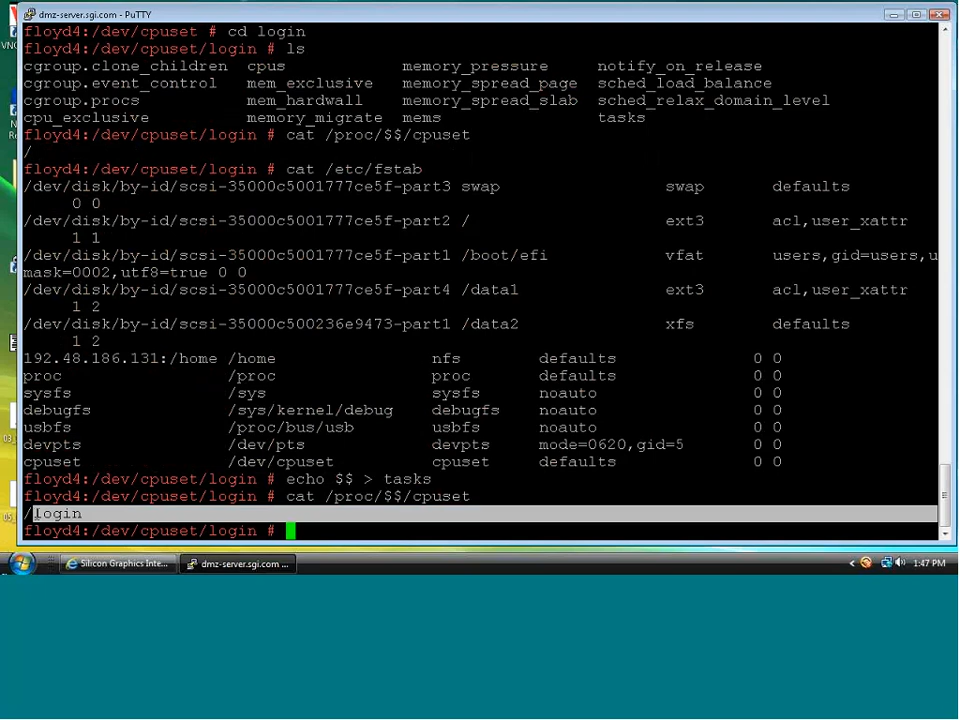 dmz-server.sgi.com - PuTTY
floyd4:/dev/cpuset # cd login
floyd4:/dev/cpuset/login # ls
cgroup.clone_children  cpus            memory_pressure     notify_on_release
cgroup.event_control   mem_exclusive   memory_spread_page  sched_load_balance
cgroup.procs           mem_hardwall    memory_spread_slab  sched_relax_domain_level
cpu_exclusive          memory_migrate  mems                tasks
floyd4:/dev/cpuset/login # cat /proc/$$/cpuset
/
floyd4:/dev/cpuset/login # cat /etc/fstab
/dev/disk/by-id/scsi-35000c5001777ce5f-part3 swap                 swap       defaults
0 0
/dev/disk/by-id/scsi-35000c5001777ce5f-part2 /                    ext3       acl,user_xattr
1 1
/dev/disk/by-id/scsi-35000c5001777ce5f-part1 /boot/efi            vfat       users,gid=users,u
mask=0002,utf8=true 0 0
/dev/disk/by-id/scsi-35000c5001777ce5f-part4 /data1               ext3       acl,user_xattr
1 2
/dev/disk/by-id/scsi-35000c500236e9473-part1 /data2               xfs        defaults
1 2
192.48.186.131:/home /home                nfs        defaults              0 0
proc                 /proc                proc       defaults              0 0
sysfs                /sys                 sysfs      noauto                0 0
debugfs              /sys/kernel/debug    debugfs    noauto                0 0
usbfs                /proc/bus/usb        usbfs      noauto                0 0
devpts               /dev/pts             devpts     mode=0620,gid=5       0 0
cpuset               /dev/cpuset          cpuset     defaults              0 0
floyd4:/dev/cpuset/login # echo $$ > tasks
floyd4:/dev/cpuset/login # cat /proc/$$/cpuset
/login
floyd4:/dev/cpuset/login #
Silicon Graphics Inte... dmz-server.sgi.com ... 1:47 PM